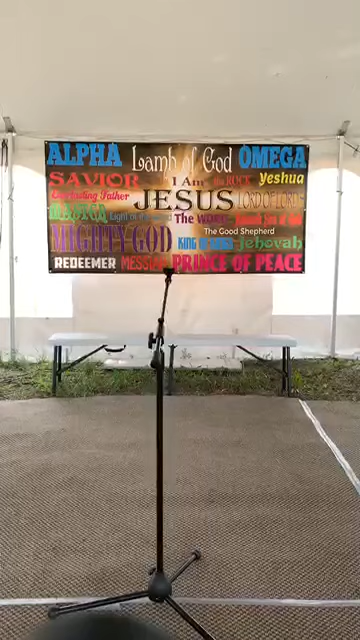 ALPHA Lamb of God OMEGA
SAVIOR I Am the ROCK Yeshua
Everlasting Father JESUS LORD OF LORDS
MASTER Light of the World The WORD
MIGHTY GOD The Good Shepherd
KING OF KINGS Jehovah
REDEEMER MESSIAH PRINCE OF PEACE